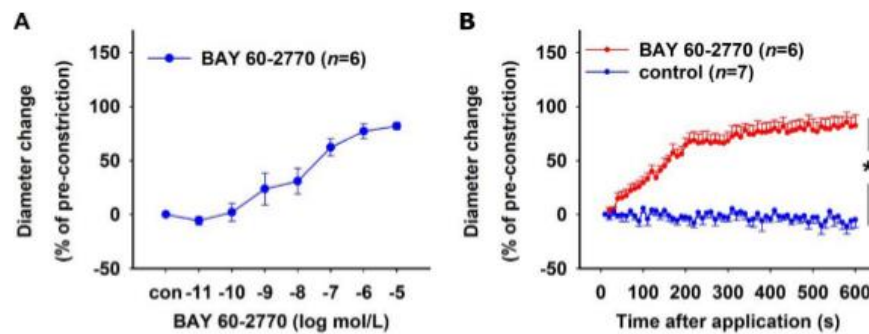 A
BAY 60-2770 (n=6)
Diameter change
(% of pre-constriction)
150
100
50
0
-50
con -11 -10 -9 -8 -7 -6 -5
BAY 60-2770 (log mol/L)
B
BAY 60-2770 (n=6)
control (n=7)
Diameter change
(% of pre-constriction)
150
100
50
0
-50
0 100 200 300 400 500 600
Time after application (s)
*